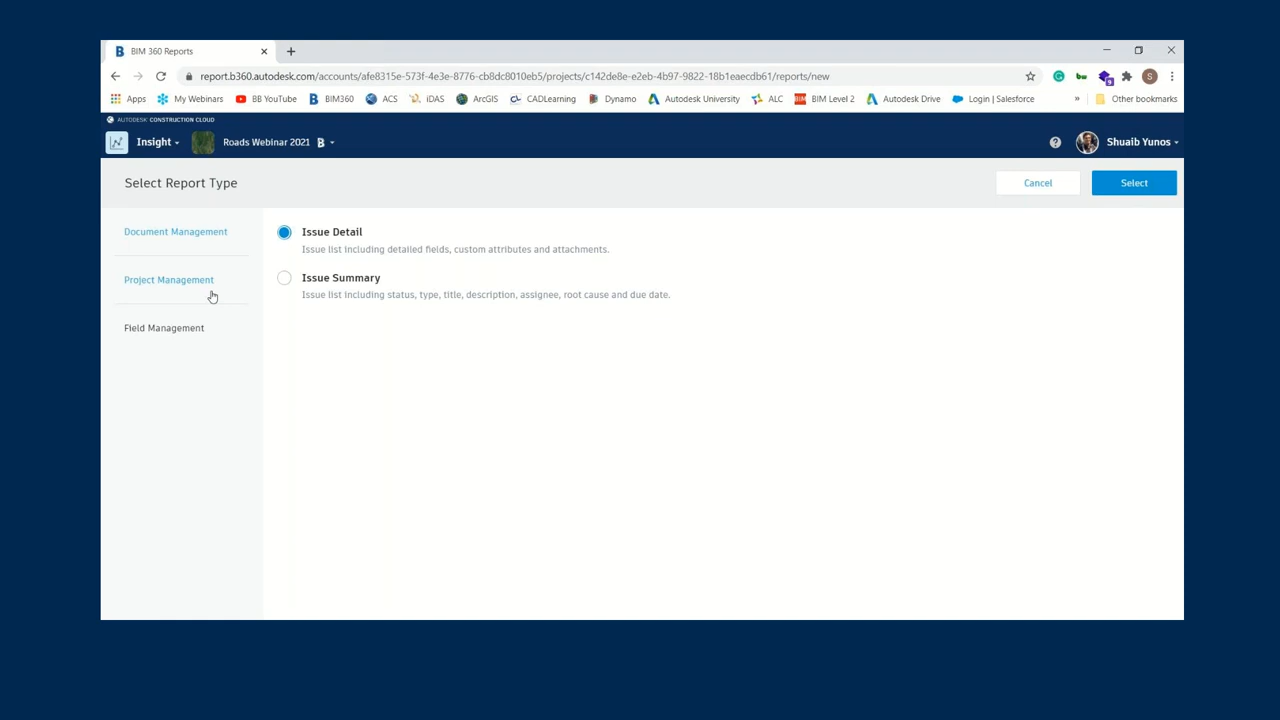 BIM 360 Reports
report.b360.autodesk.com/accounts/afe8315e-573f-4e3e-8776-cb8dc8010eb5/projects/c142de8e-e2eb-4b97-9822-18b1eaecdb61/reports/new
S
9
Apps My Webinars BB YouTube BIM360 ACS iDAS ArcGIS CADLearning Dynamo Autodesk University ALC BIM Level 2 Autodesk Drive Login | Salesforce » Other bookmarks
AUTODESK CONSTRUCTION CLOUD
Insight Roads Webinar 2021 B Shuaib Yunos
Select Report Type Cancel Select
Document Management
Project Management
Field Management
Issue Detail
Issue list including detailed fields, custom attributes and attachments.
Issue Summary
Issue list including status, type, title, description, assignee, root cause and due date.